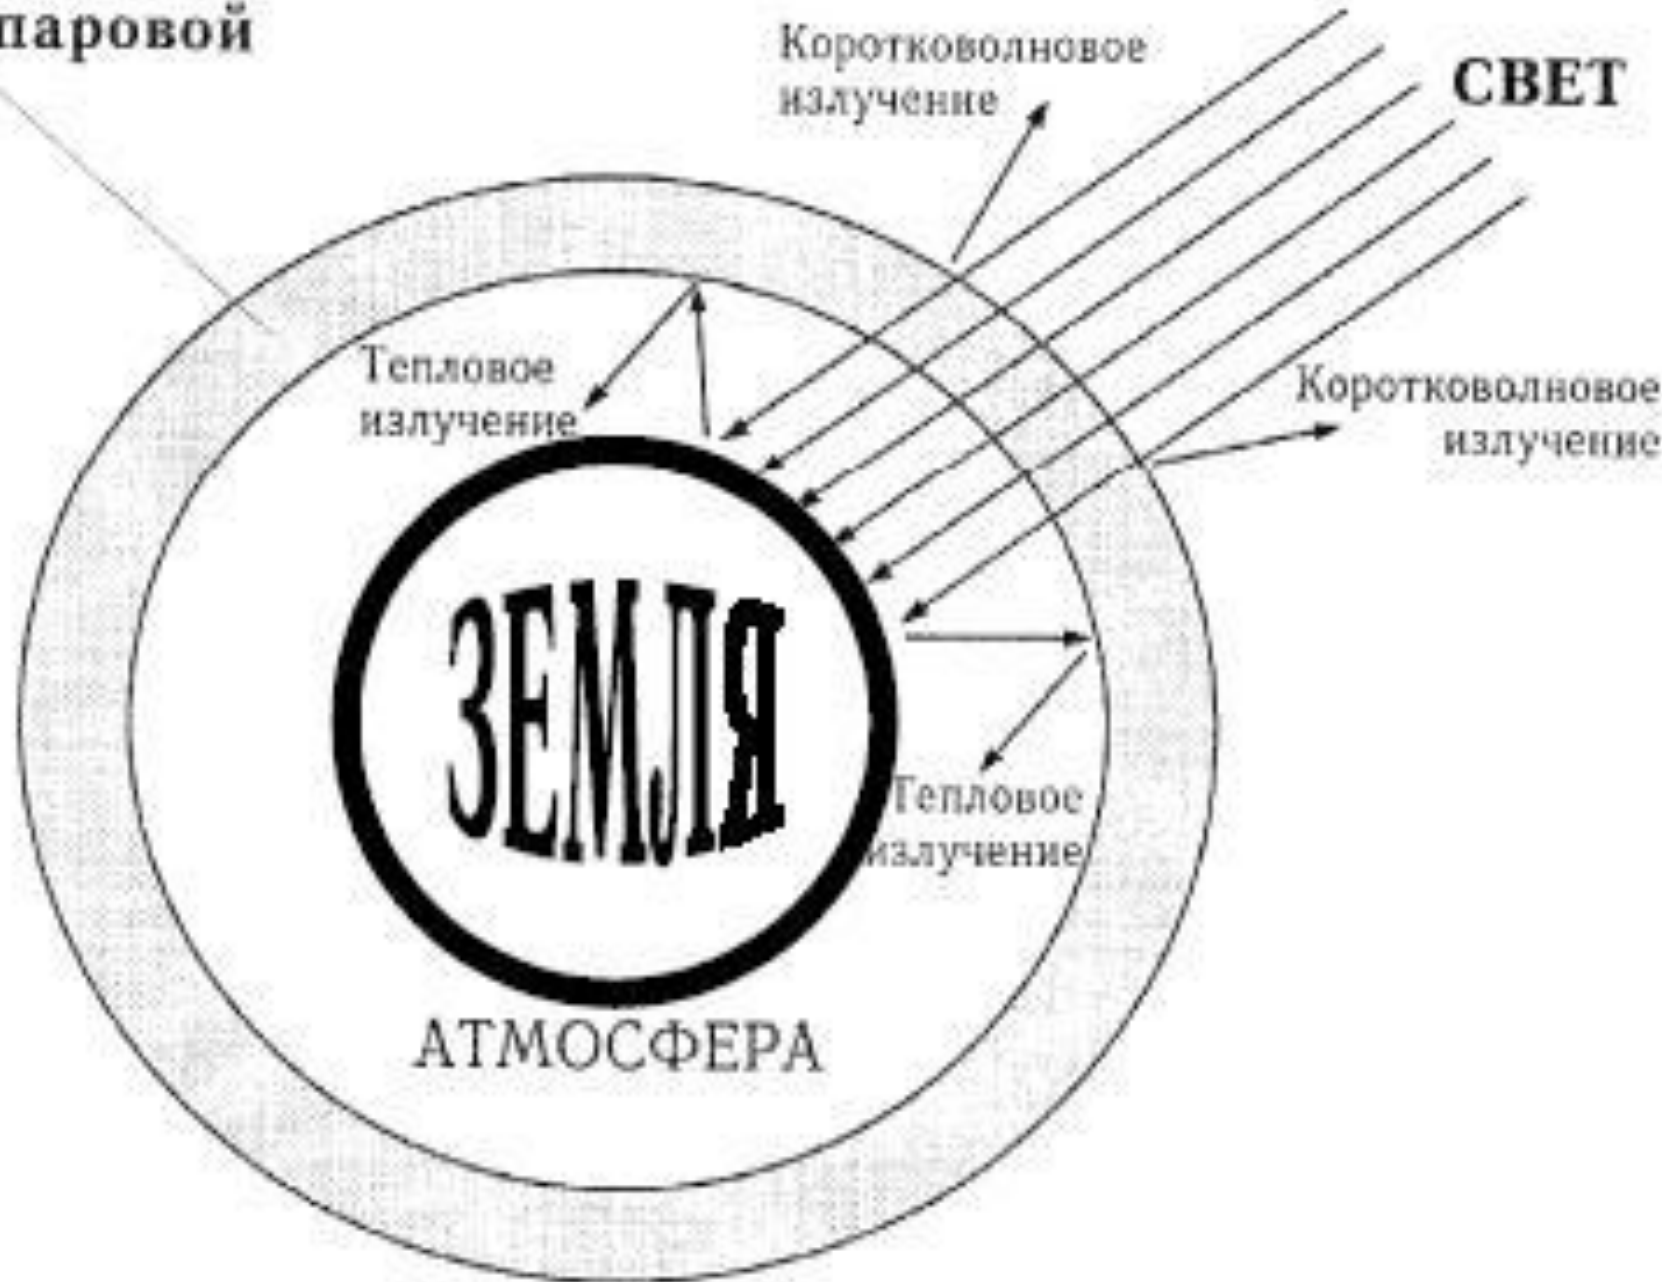 паровой
Коротковолновое
излучение
СВЕТ
Тепловое
излучение
Коротковолновое
излучение
ЗЕМЛЯ
Тепловое
излучение
АТМОСФЕРА